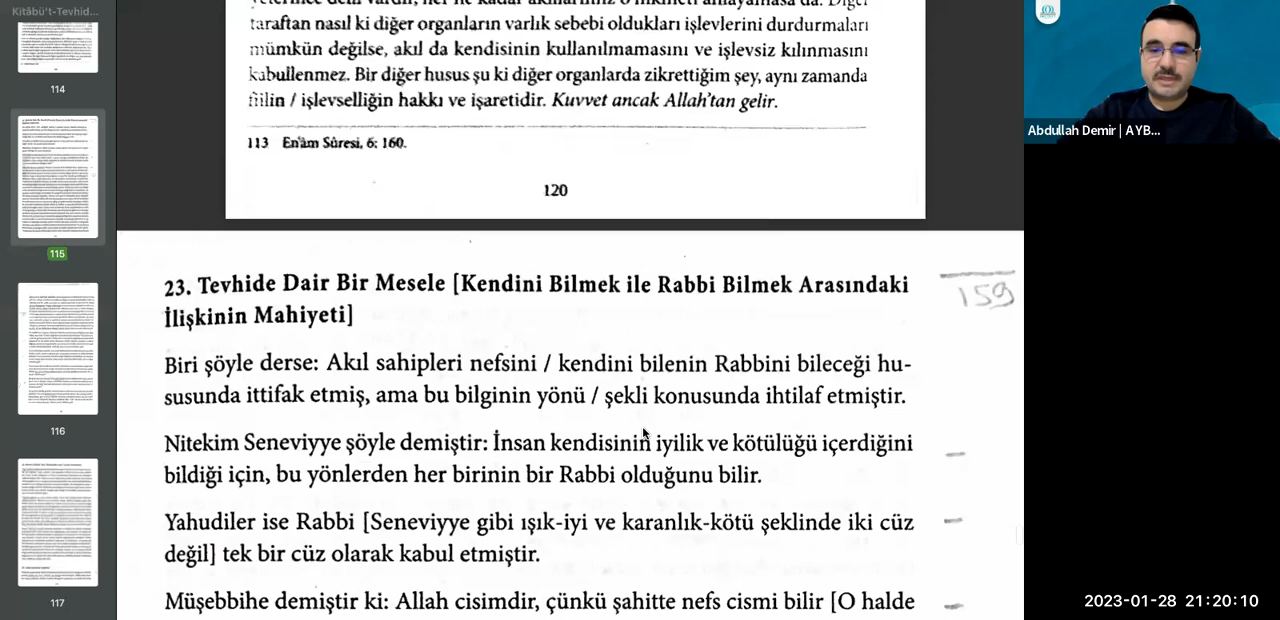 Kitâbü't-Tevhid...
114
115
116
117
taraftan şu ki diğer organların varlık sebebi oldukları işlevlerden durdurulmaları
mümkün değilse, akıl da kendisinin kullanılmamasını ve boş bırakılmasını
kabullenmez. Bir diğer husus şu ki diğer organlarda zikrettiğim şey, aynı zamanda
fiilin / işlevselliğin hakkı ve işaretidir. Kuvvet ancak Allah'tan gelir.
113 En'âm Sûresi, 6: 160.
120
23. Tevhide Dair Bir Mesele [Kendini Bilmek ile Rabbi Bilmek Arasındaki
İlişkinin Mahiyeti]
159
Biri şöyle derse: Akıl sahipleri nefsini / kendini bilenin Rabbini bileceği hu-
susunda ittifak etmiş, ama bu bilginin yönü / şekli konusunda ihtilaf etmiştir.
Nitekim Seneviyye şöyle demiştir: İnsan kendisinin iyilik ve kötülüğü içerdiğini
bildiği için, bu yönlerden her birinin bir Rabbi olduğunu bilir.
Yahudiler ise Rabbi [Seneviyye gibi ışık-iyi ve karanlık-kötü şeklinde iki cüz
değil] tek bir cüz olarak kabul etmiştir.
Müşebbihe demiştir ki: Allah cisimdir, çünkü şahitte nefs cismi bilir [O halde
Abdullah Demir | AYB...
2023-01-28 21:20:10